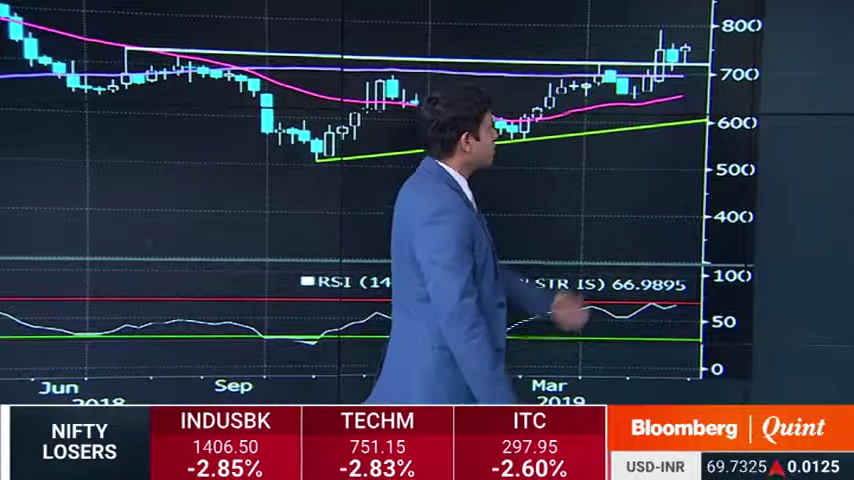 800
700
600
500
400
RSI (14
LSTR IS) 66.9895
100
50
0
Jun
Sep
Mar
2018
2019
NIFTY LOSERS
INDUSBK
1406.50
-2.85%
TECHM
751.15
-2.83%
ITC
297.95
-2.60%
Bloomberg | Quint
USD-INR
69.7325
0.0125